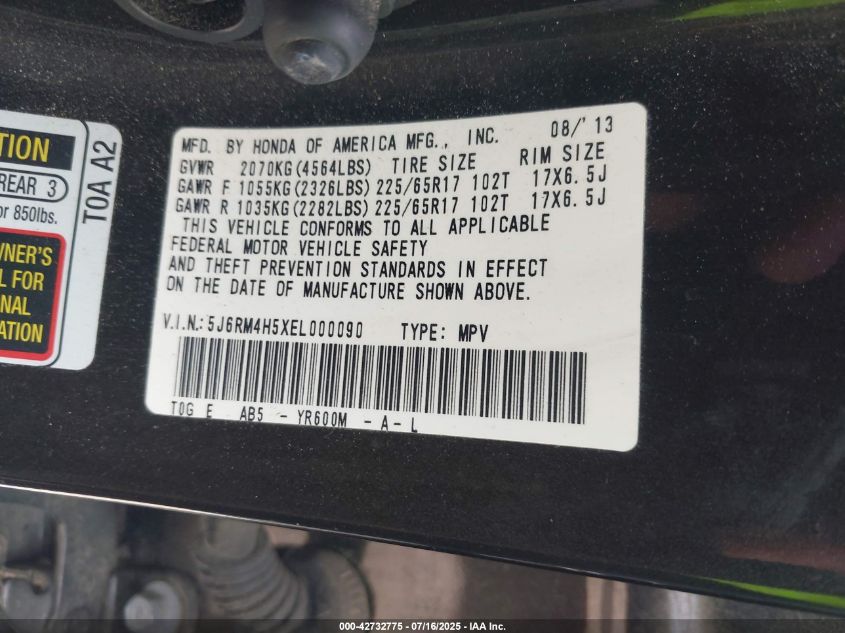 TION
REAR 3
or 850lbs.
WNER'S
L FOR
NAL
ATION
T0A A2
MFD. BY HONDA OF AMERICA MFG., INC. 08/'13
GVWR 2070KG(4564LBS) TIRE SIZE RIM SIZE
GAWR F 1055KG(2326LBS) 225/65R17 102T 17X6.5J
GAWR R 1035KG(2282LBS) 225/65R17 102T 17X6.5J
THIS VEHICLE CONFORMS TO ALL APPLICABLE
FEDERAL MOTOR VEHICLE SAFETY
AND THEFT PREVENTION STANDARDS IN EFFECT
ON THE DATE OF MANUFACTURE SHOWN ABOVE.
V.I.N.: 5J6RM4H5XEL000090 TYPE: MPV
T0G E AB5 - YR600M - A - L
000-42732775 - 07/16/2025 - IAA Inc.